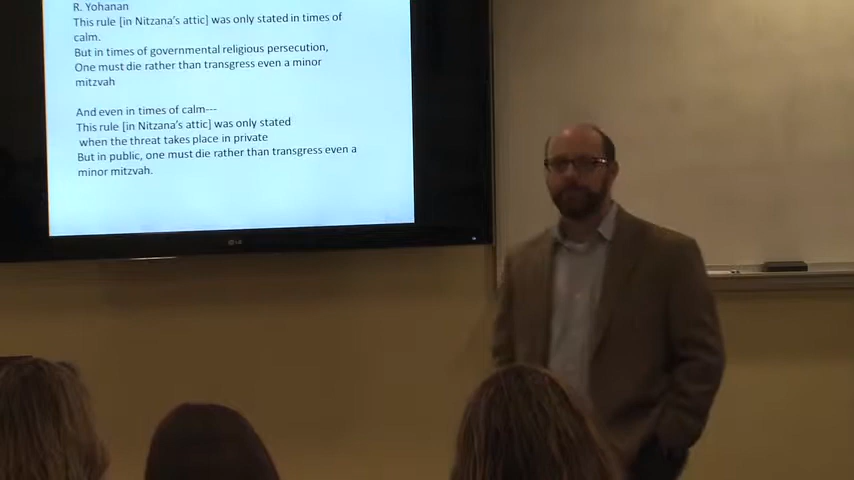 R. Yohanan
This rule [in Nitzana's attic] was only stated in times of
calm.
But in times of governmental religious persecution,
One must die rather than transgress even a minor
mitzvah
And even in times of calm---
This rule [in Nitzana's attic] was only stated
when the threat takes place in private
But in public, one must die rather than transgress even a
minor mitzvah.
LG